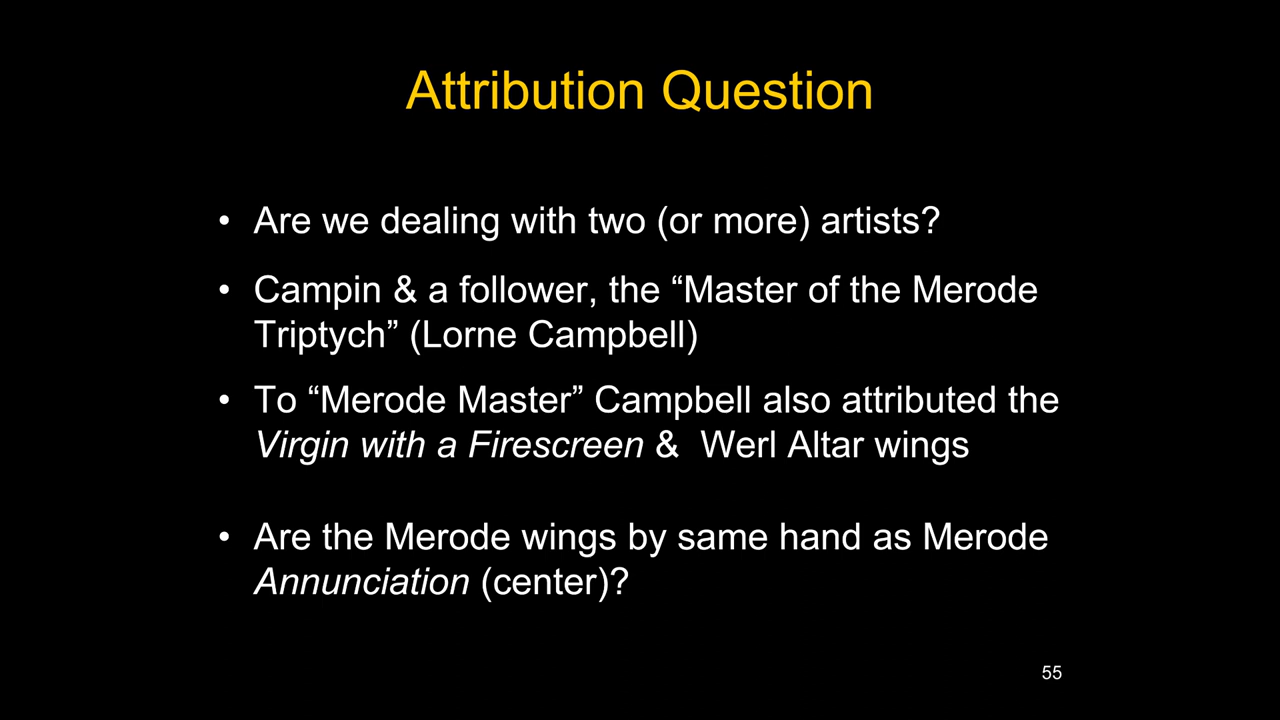 Attribution Question
• Are we dealing with two (or more) artists?
• Campin & a follower, the “Master of the Merode
Triptych” (Lorne Campbell)
• To “Merode Master” Campbell also attributed the
Virgin with a Firescreen &  Werl Altar wings
• Are the Merode wings by same hand as Merode
Annunciation (center)?
55